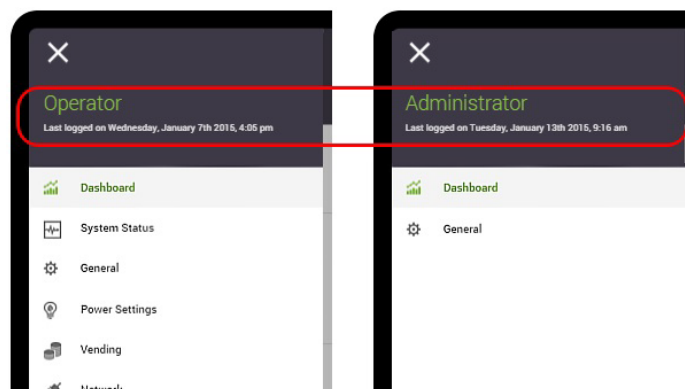 Operator
Last logged on Wednesday, January 7th 2015, 4:05 pm
Dashboard
System Status
General
Power Settings
Vending
Network
Administrator
Last logged on Tuesday, January 13th 2015, 9:16 am
Dashboard
General